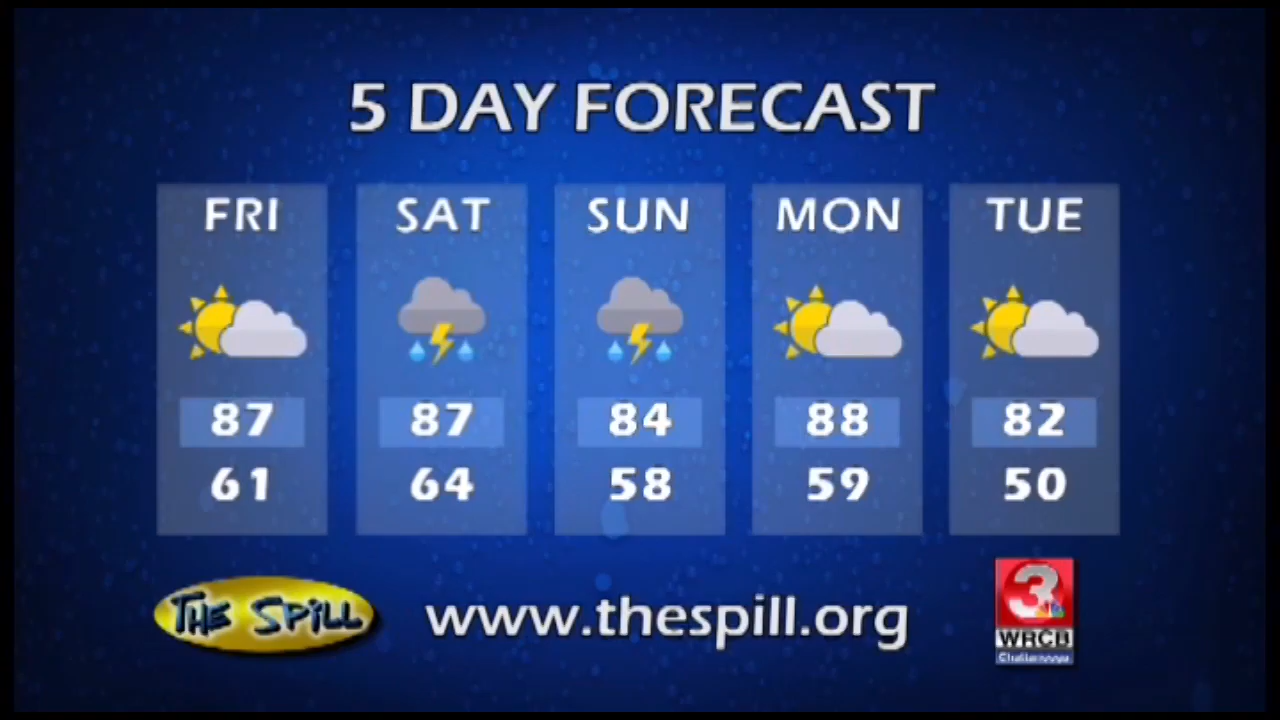 5 DAY FORECAST
FRI SAT SUN MON TUE
87 87 84 88 82
61 64 58 59 50
THE SPILL
www.thespill.org
3
WRCB
Chattanooga